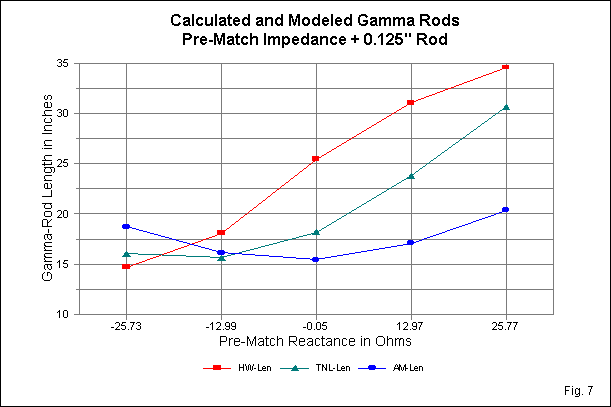 Calculated and Modeled Gamma Rods
Pre-Match Impedance + 0.125" Rod
Gamma-Rod Length in Inches
35
30
25
20
15
10
-25.73 -12.99 -0.05 12.97 25.77
Pre-Match Reactance in Ohms
HW-Len TNL-Len AM-Len
Fig. 7